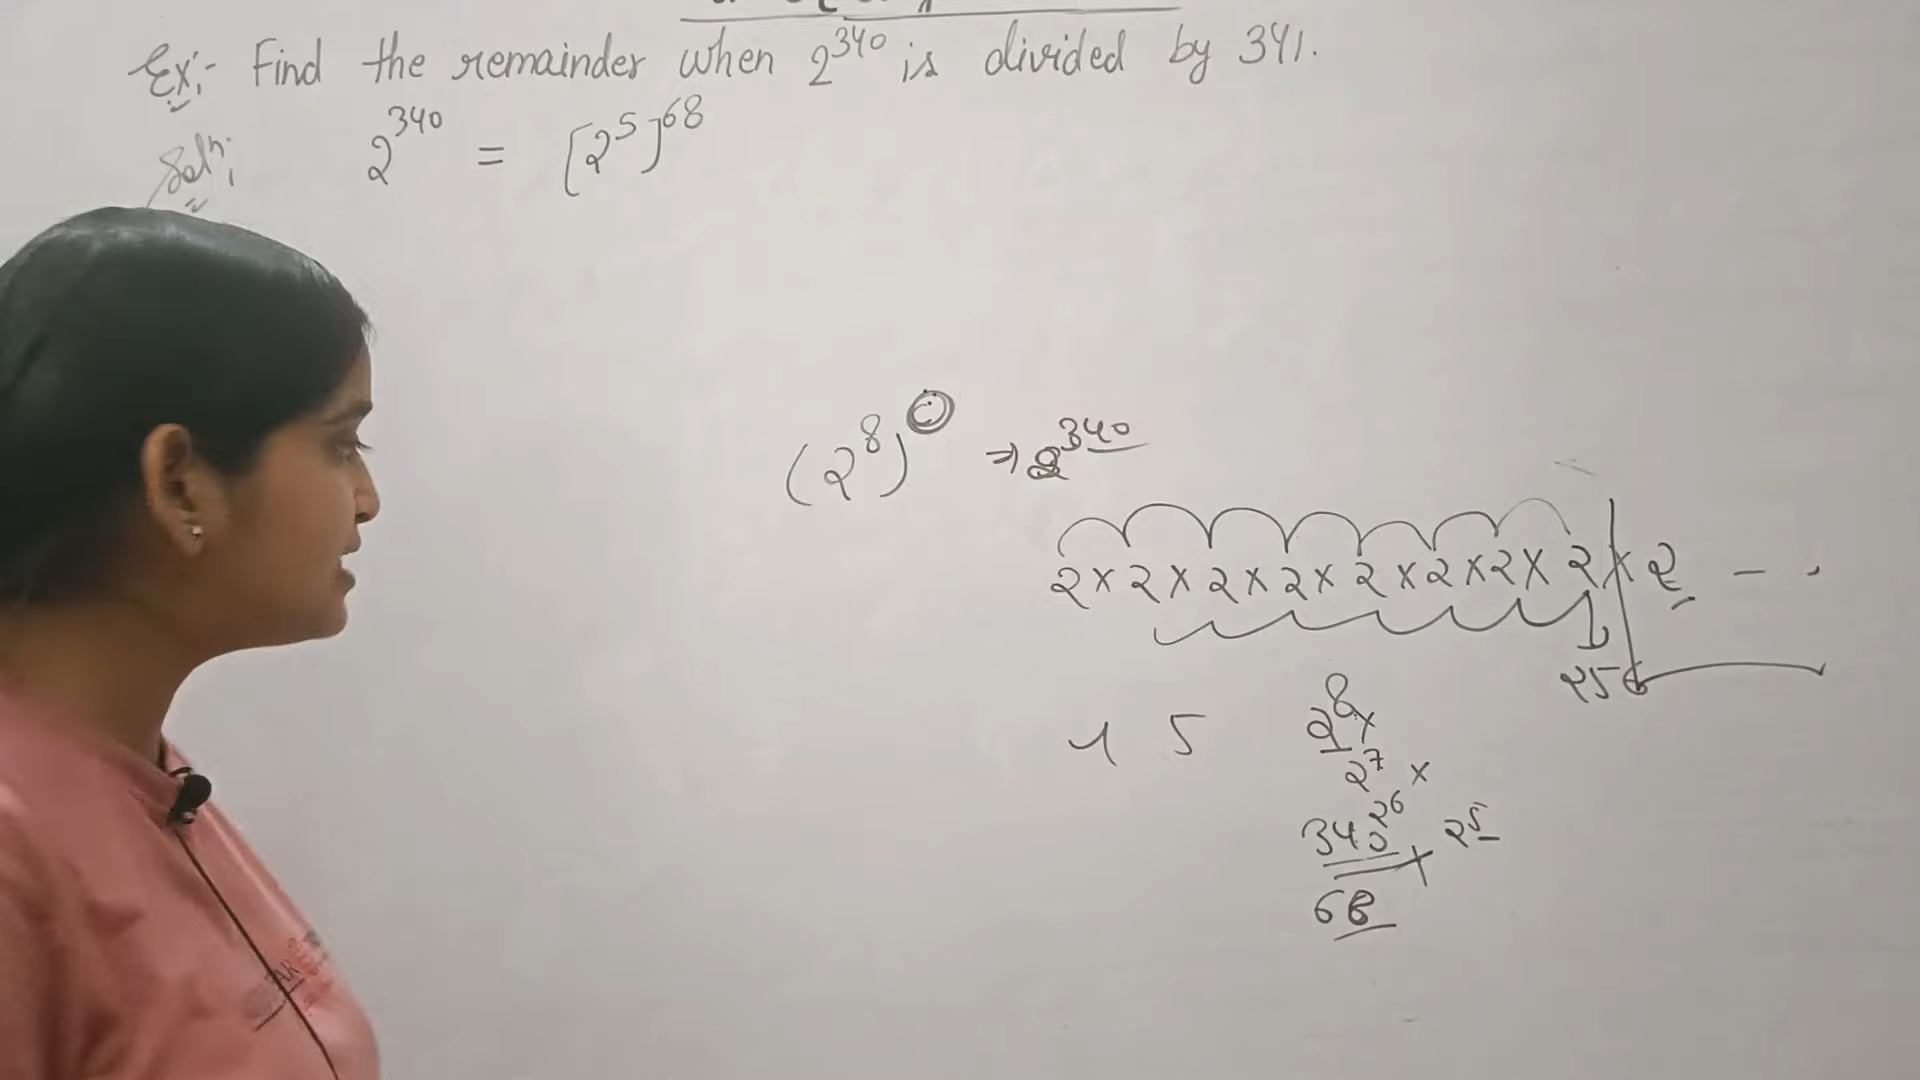 Ex:- Find the remainder when 2^340 is divided by 341.
Solⁿ:
2^340 = [2^5]^68
(2^8) ⇒ 2^340
2 × 2 × 2 × 2 × 2 × 2 × 2 × 2 × 2 - - .
256
5
2^8 ×
2^7 ×
2^6
340 × 2^5
68